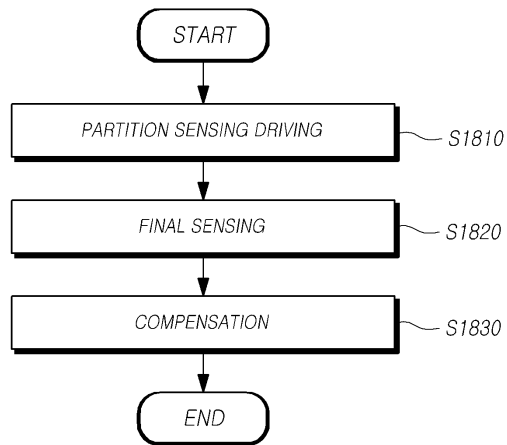 START
PARTITION SENSING DRIVING
S1810
FINAL SENSING
S1820
COMPENSATION
S1830
END